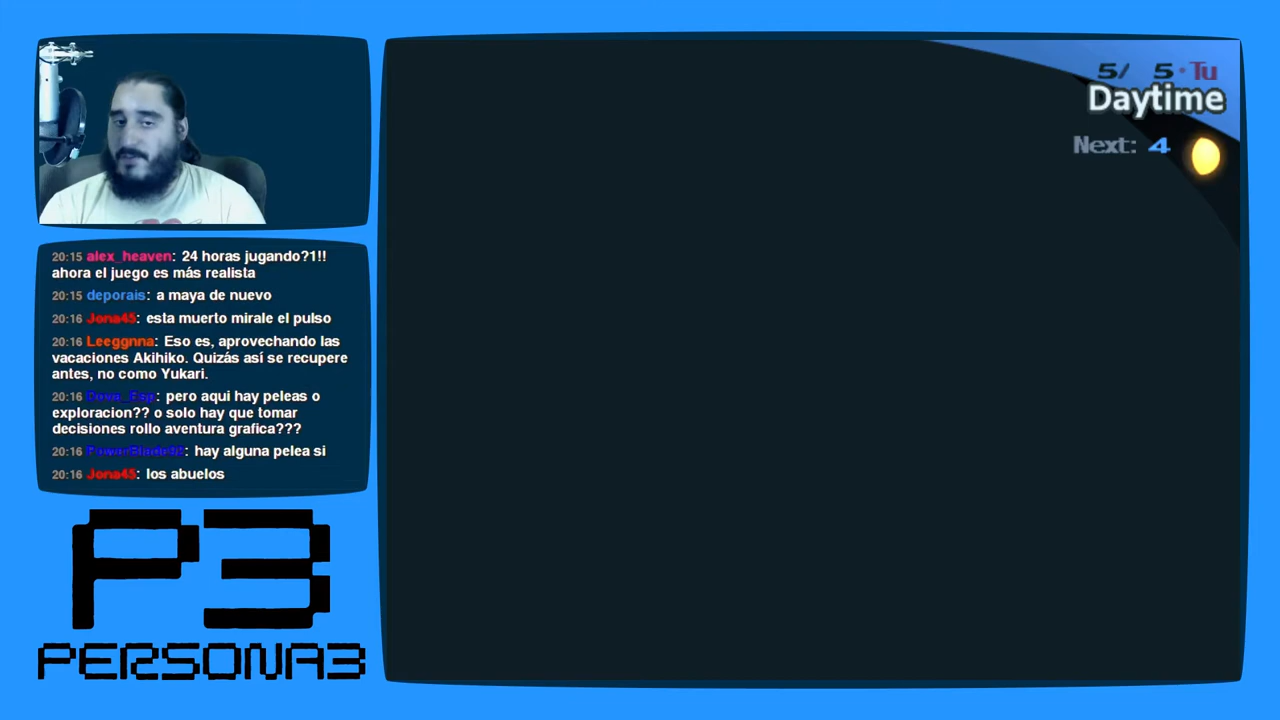 5/ 5·Tu
Daytime
Next: 4
20:15 alex_heaven: 24 horas jugando?1!!
ahora el juego es más realista
20:15 deporais: a maya de nuevo
20:16 Jona45: esta muerto mirale el pulso
20:16 Leeggnna: Eso es, aprovechando las
vacaciones Akihiko. Quizás así se recupere
antes, no como Yukari.
20:16 : pero aqui hay peleas o
exploracion?? o solo hay que tomar
decisiones rollo aventura grafica???
20:16 : hay alguna pelea si
20:16 Jona45: los abuelos
P3
PERSONA3